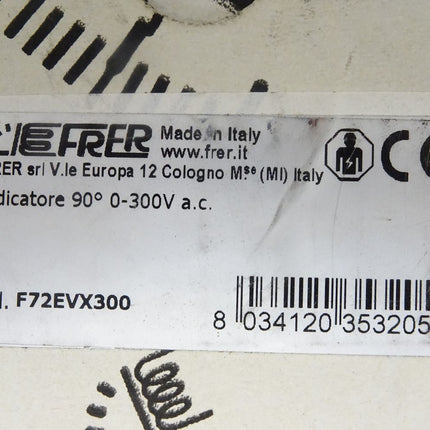 FRER Made in Italy
www.frer.it
RER srl V.le Europa 12 Cologno Mse (MI) Italy
dicatore 90° 0-300V a.c.
. F72EVX300
8 034120 353205